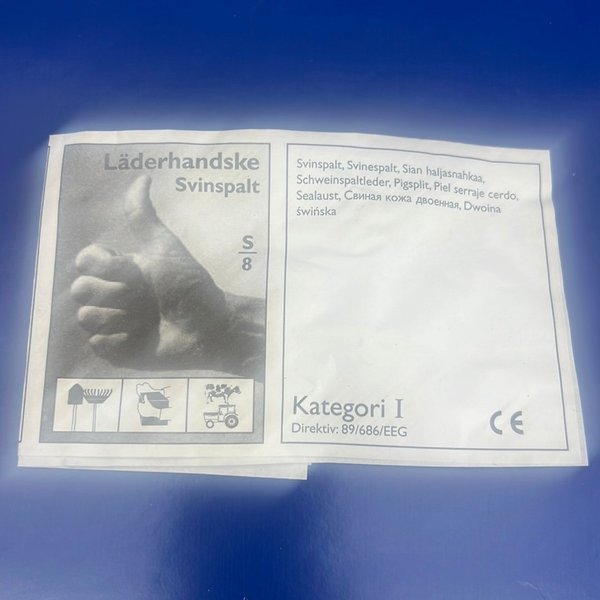 Läderhandske
Svinspalt
S
8
Svinspalt, Svinespalt, Sian haljasnahkaa,
Schweinspaltleder, Pigsplit, Piel serraje cerdo,
Sealaust, Свиная кожа двоенная, Dwoina
świńska
Kategori I
Direktiv: 89/686/EEG
CE